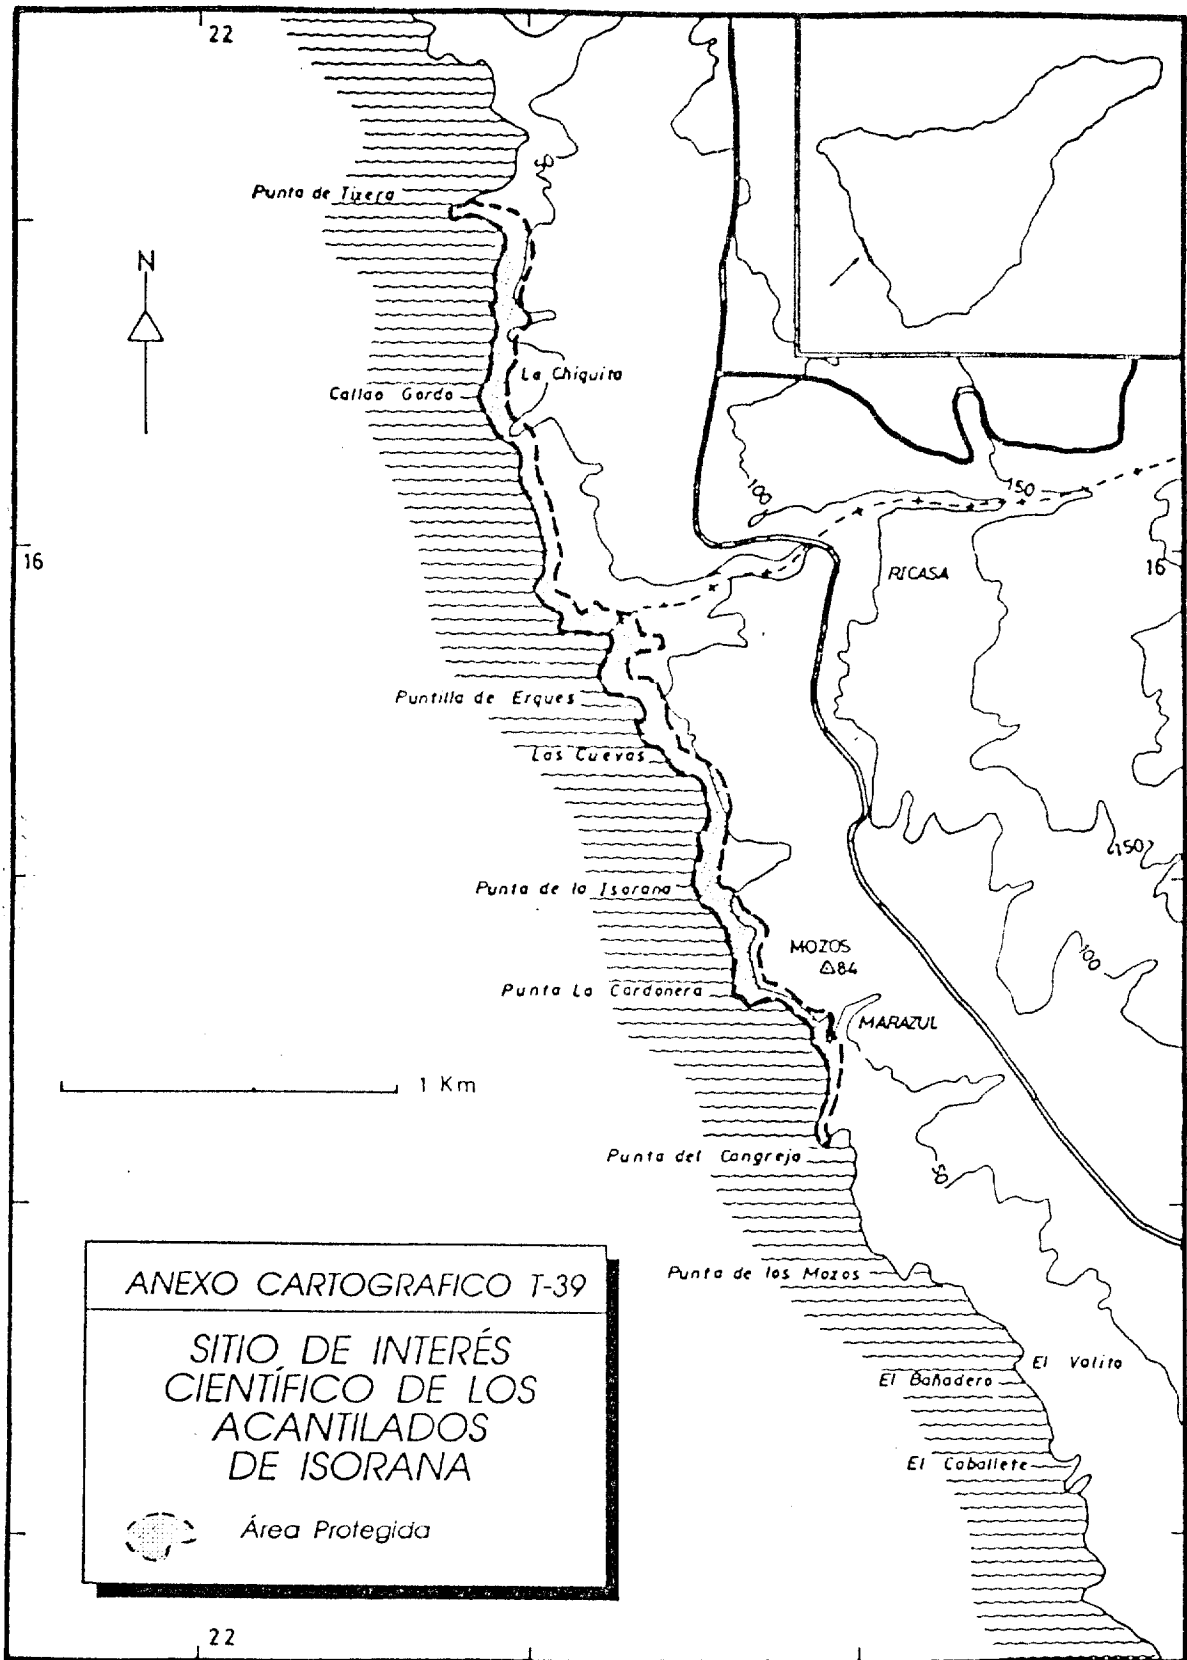 22
Punta de Tixera
N
La Chiquita
Callao Gordo
100
150
16
RICASA
16
Puntilla de Erques
Las Cuevas
150
Punta de la Isorana
MOZOS
84
100
Punta La Cardonera
MARAZUL
1 Km
Punta del Cangrejo
50
ANEXO CARTOGRAFICO T-39
Punta de los Mozos
SITIO DE INTERÉS
CIENTÍFICO DE LOS
ACANTILADOS
DE ISORANA
El Valito
El Bañadero
El Caballete
Área Protegida
22